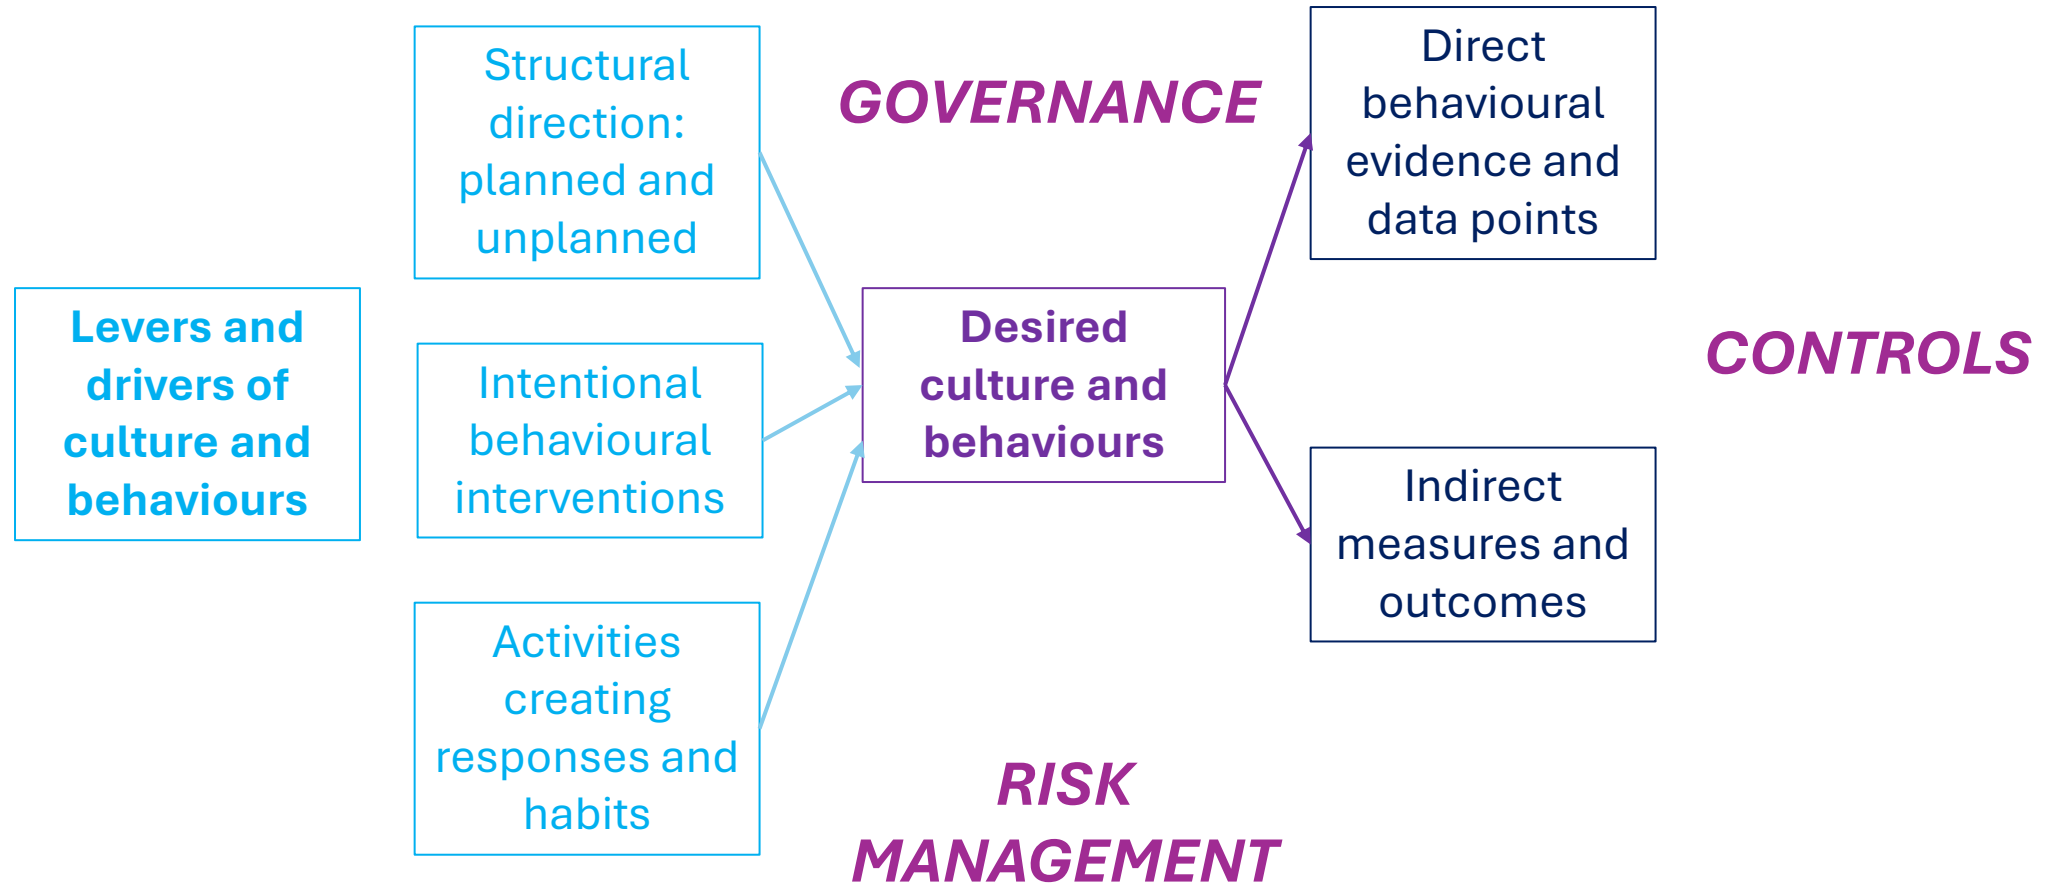 Levers and
drivers of
culture and
behaviours
Structural
direction:
planned and
unplanned
Intentional
behavioural
interventions
Activities
creating
responses and
habits
GOVERNANCE
Desired
culture and
behaviours
RISK
MANAGEMENT
Direct
behavioural
evidence and
data points
Indirect
measures and
outcomes
CONTROLS